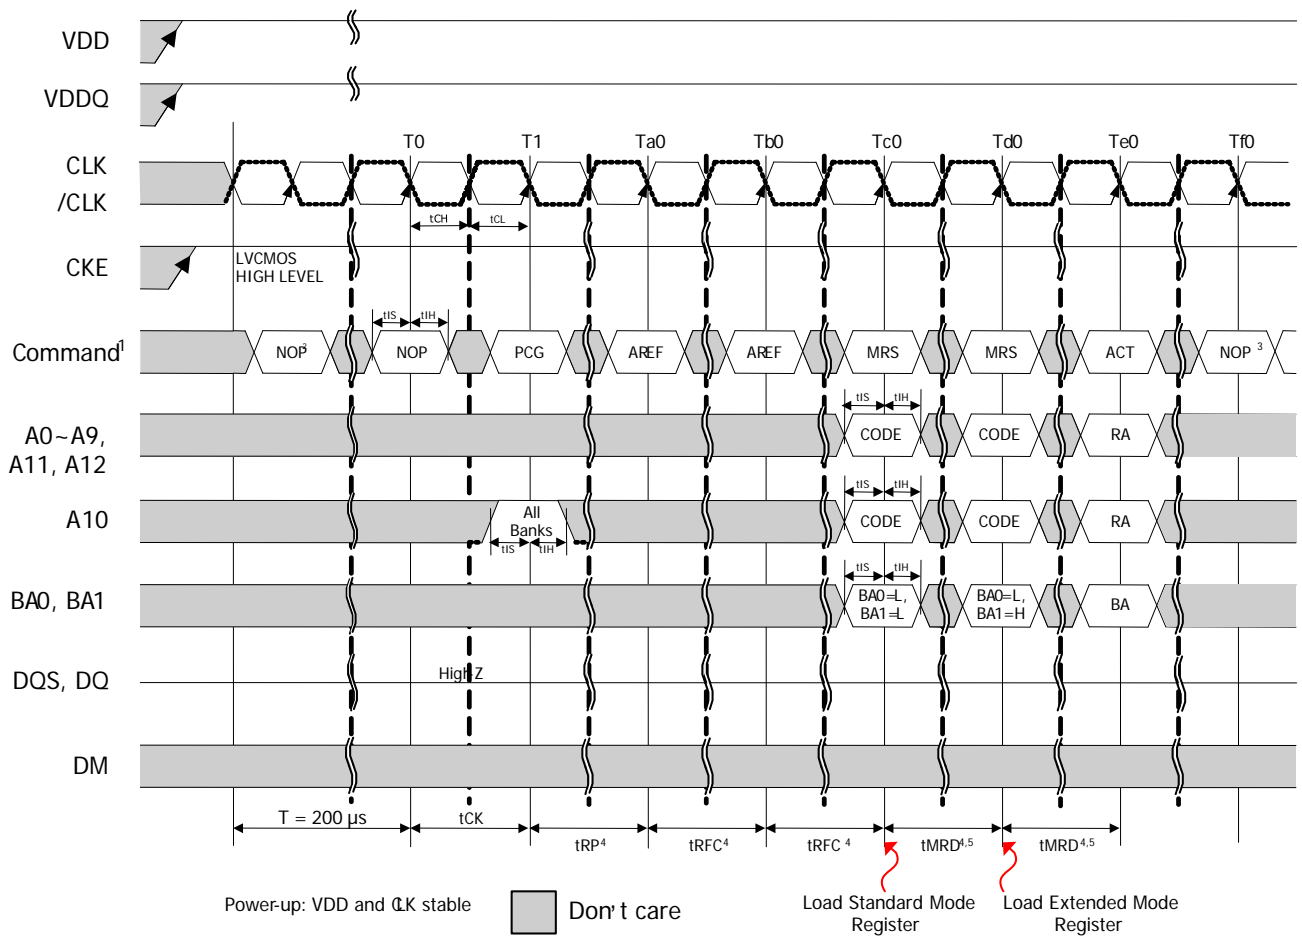 VDD
VDDQ
T0 T1 Ta0 Tb0 Tc0 Td0 Te0 Tf0
CLK
/CLK
tCH tCL
CKE
LVCMOS
HIGH LEVEL
tIS tIH
Command1 NOP3 NOP PCG AREF AREF MRS MRS ACT NOP 3
tIS tIH
A0~A9,
A11, A12
CODE CODE RA
tIS tIH
A10
All
Banks
CODE CODE RA
tIS tIH
tIS tIH
BA0, BA1
BA0=L,
BA1=L
BA0=L,
BA1=H
BA
DQS, DQ
High-Z
DM
T = 200 µs tCK
tRP4 tRFC4 tRFC 4 tMRD4,5 tMRD4,5
Power-up: VDD and CLK stable
Don't care
Load Standard Mode
Register
Load Extended Mode
Register